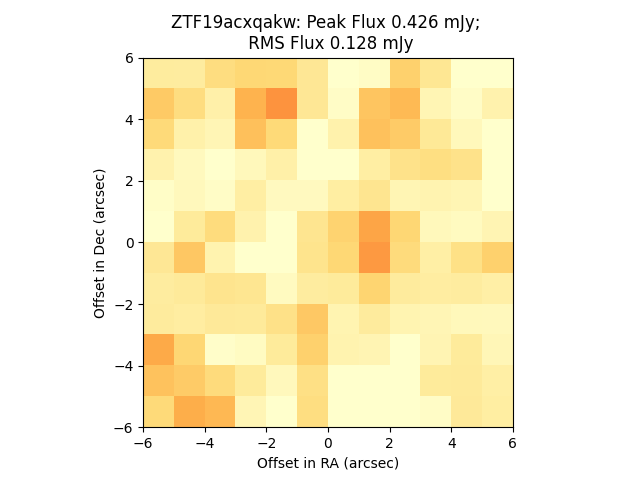 ZTF19acxqakw: Peak Flux 0.426 mJy;
RMS Flux 0.128 mJy
6
4
2
0
−2
−4
−6
Offset in Dec (arcsec)
−6 −4 −2 0 2 4 6
Offset in RA (arcsec)